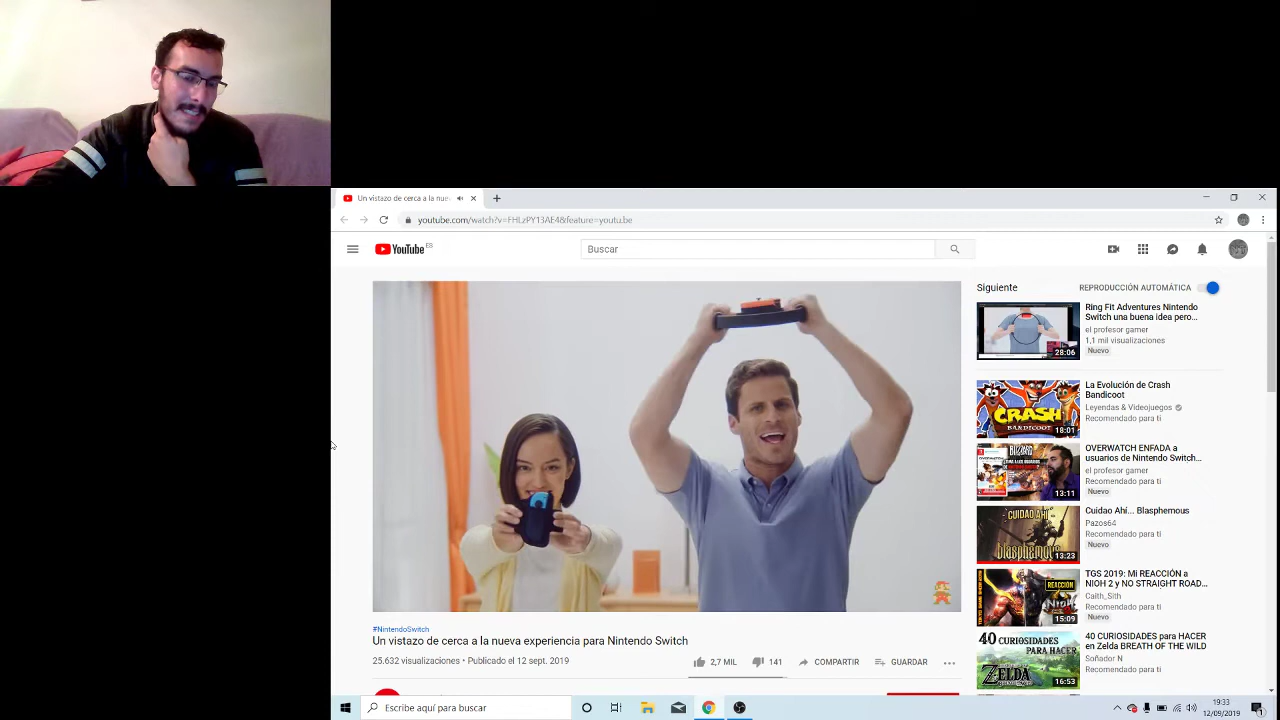 Un vistazo de cerca a la nue
youtube.com/watch?v=FHLzPY13AE4&feature=youtu.be
YouTube ES
Buscar
Siguiente
REPRODUCCIÓN AUTOMÁTICA
Ring Fit Adventures Nintendo
Switch una buena idea pero...
el profesor gamer
1,1 mil visualizaciones
Nuevo
28:06
La Evolución de Crash
Bandicoot
Leyendas & Videojuegos
Recomendado para ti
CRASH
BANDICOOT
18:01
OVERWATCH ENFADA a
usuarios de Nintendo Switch...
el profesor gamer
Recomendado para ti
Nuevo
13:11
Cuidao Ahí... Blasphemous
Pazos64
Recomendado para ti
Nuevo
CUIDAO AHÍ
blasphemous
13:23
TGS 2019: Mi REACCIÓN a
NIOH 2 y NO STRAIGHT ROAD...
Caith_Sith
Recomendado para ti
Nuevo
REACCIÓN
15:09
40 CURIOSIDADES para HACER
en Zelda BREATH OF THE WILD
Soñador N
Recomendado para ti
40 CURIOSIDADES
PARA HACER
ZELDA
16:53
#NintendoSwitch
Un vistazo de cerca a la nueva experiencia para Nintendo Switch
25.632 visualizaciones • Publicado el 12 sept. 2019
2,7 MIL
141
COMPARTIR
GUARDAR
Escribe aquí para buscar
19:33
12/09/2019
1